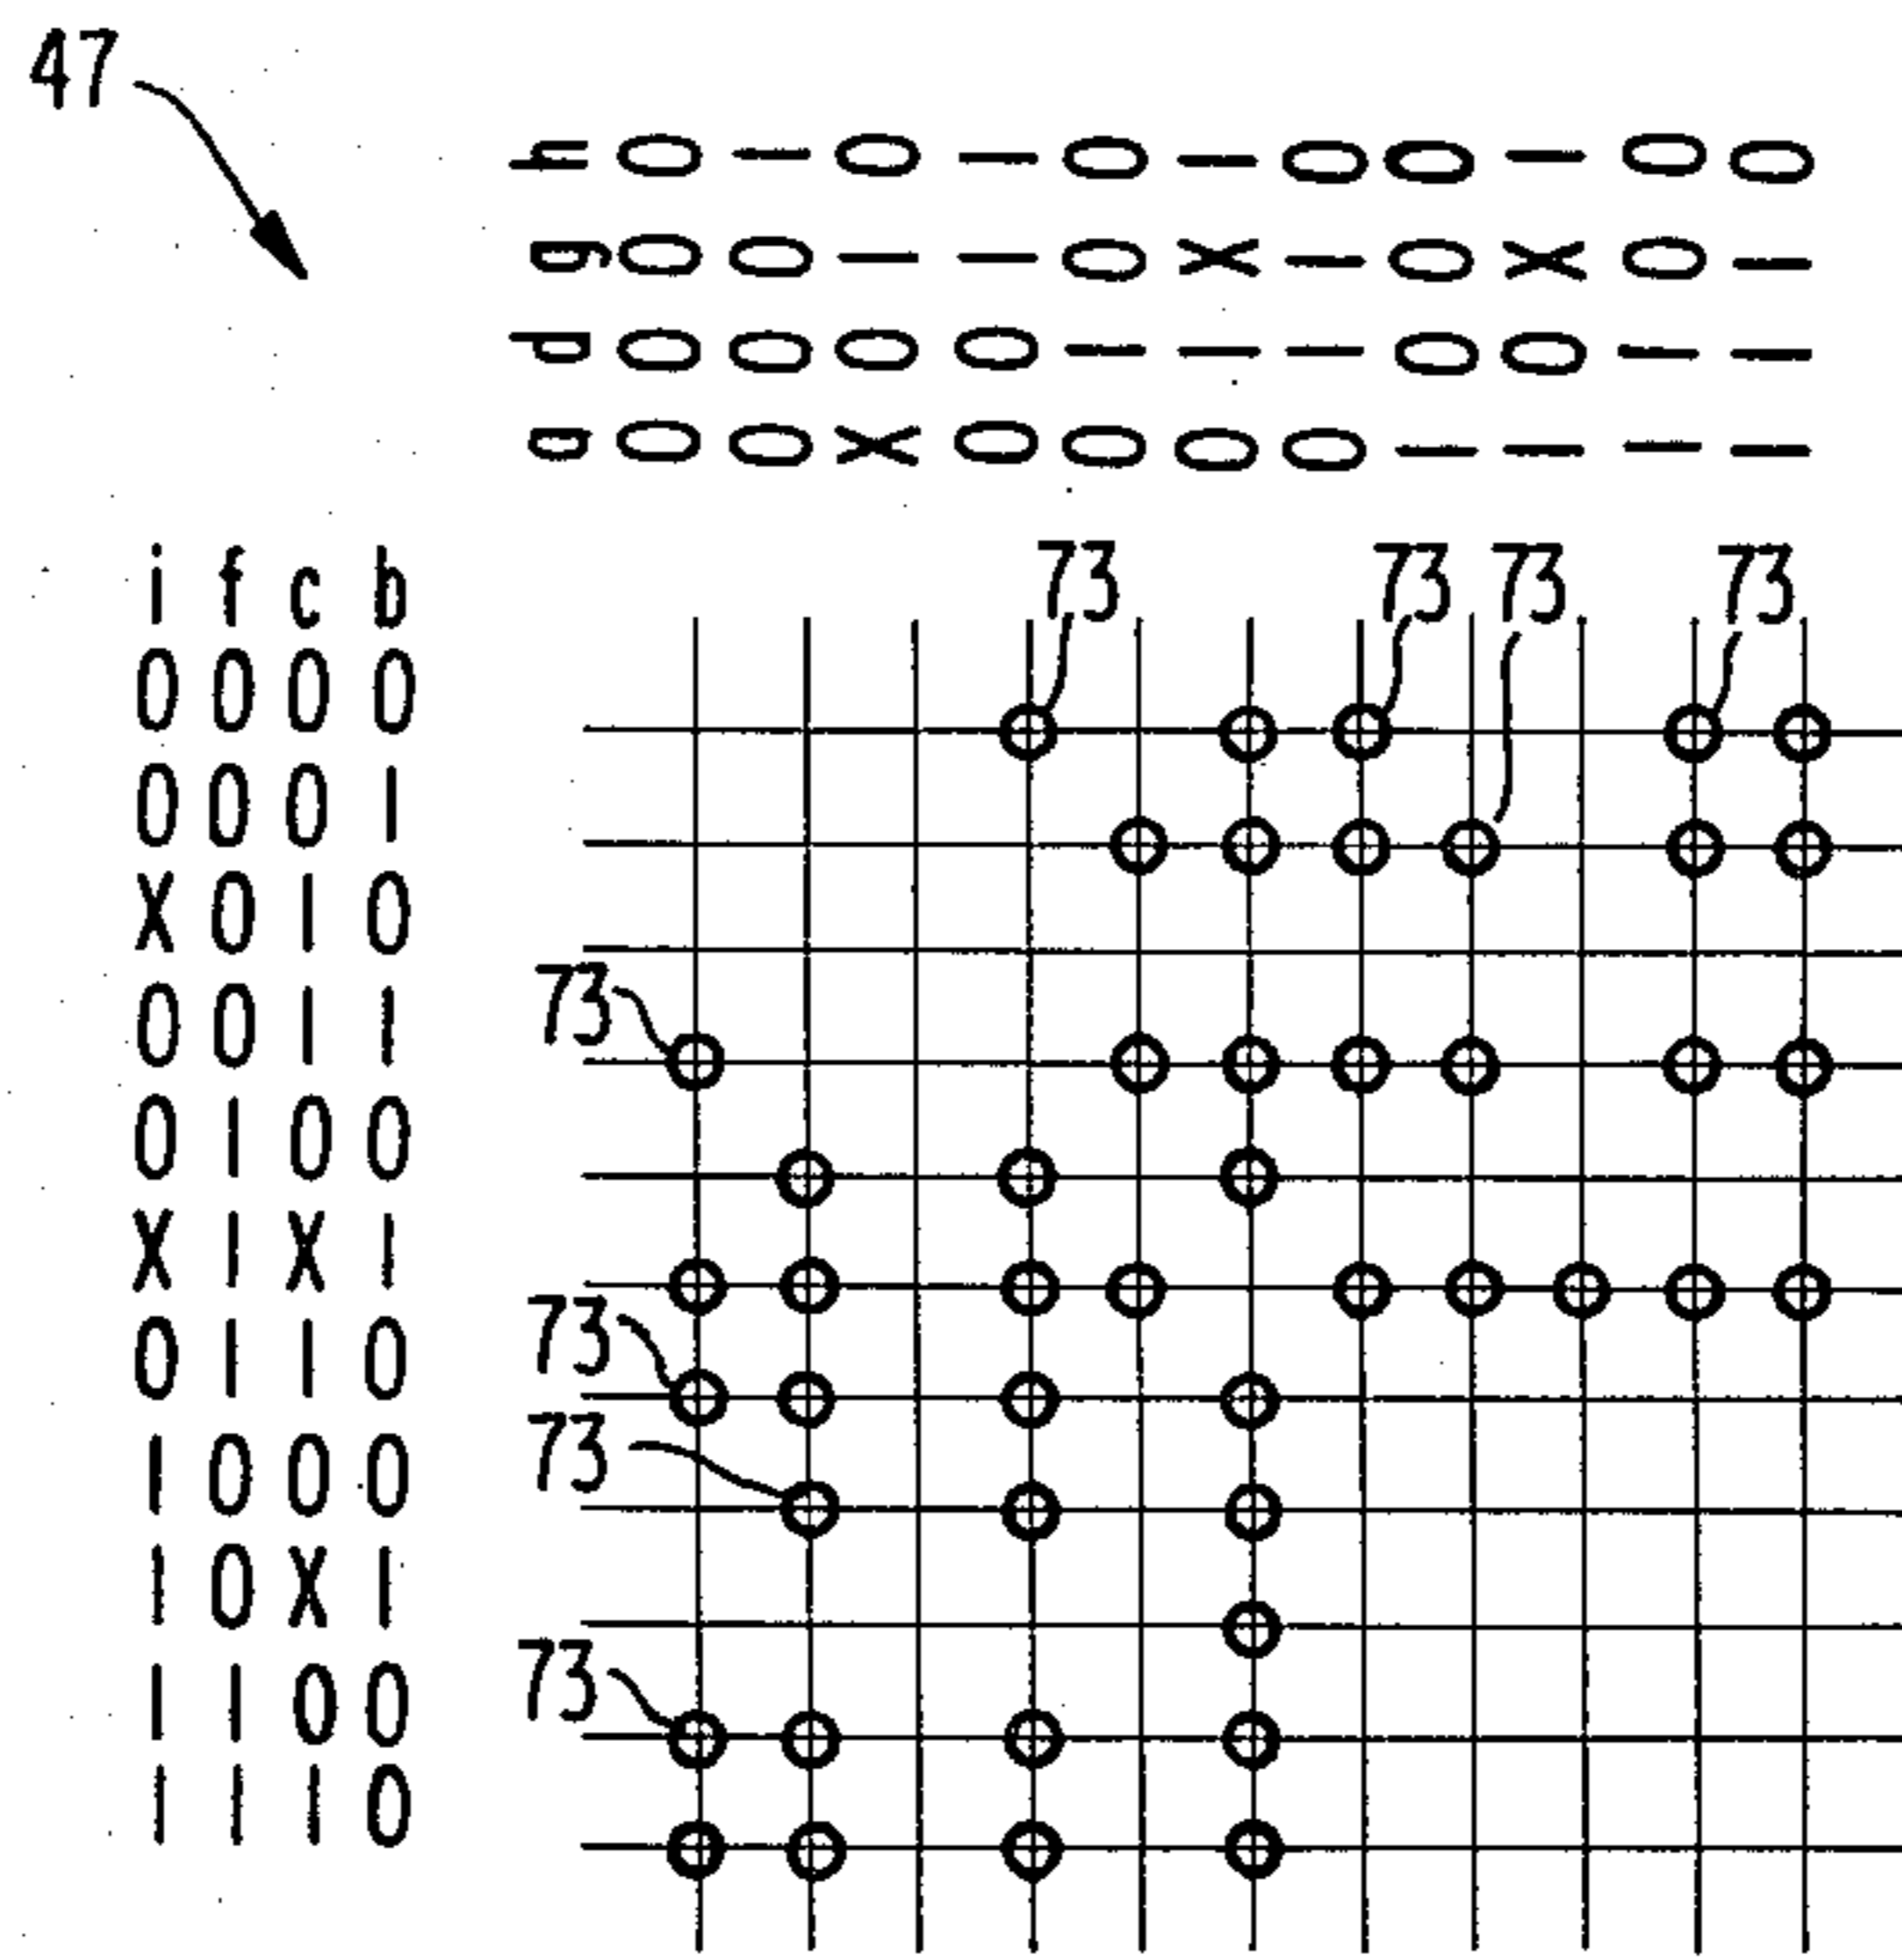 47
a d g h
0 0 0 0
0 0 0 1
X 0 1 0
0 0 1 1
0 1 0 0
0 1 X 1
0 1 1 0
1 0 0 0
1 0 X 1
1 1 0 0
1 1 1 0
73 73 73 73
i f c b
0 0 0 0
0 0 0 1
X 0 1 0
0 0 1 1
73
0 1 0 0
X 1 X 1
0 1 1 0
73
1 0 0 0
73
1 0 X 1
1 1 0 0
73
1 1 1 0